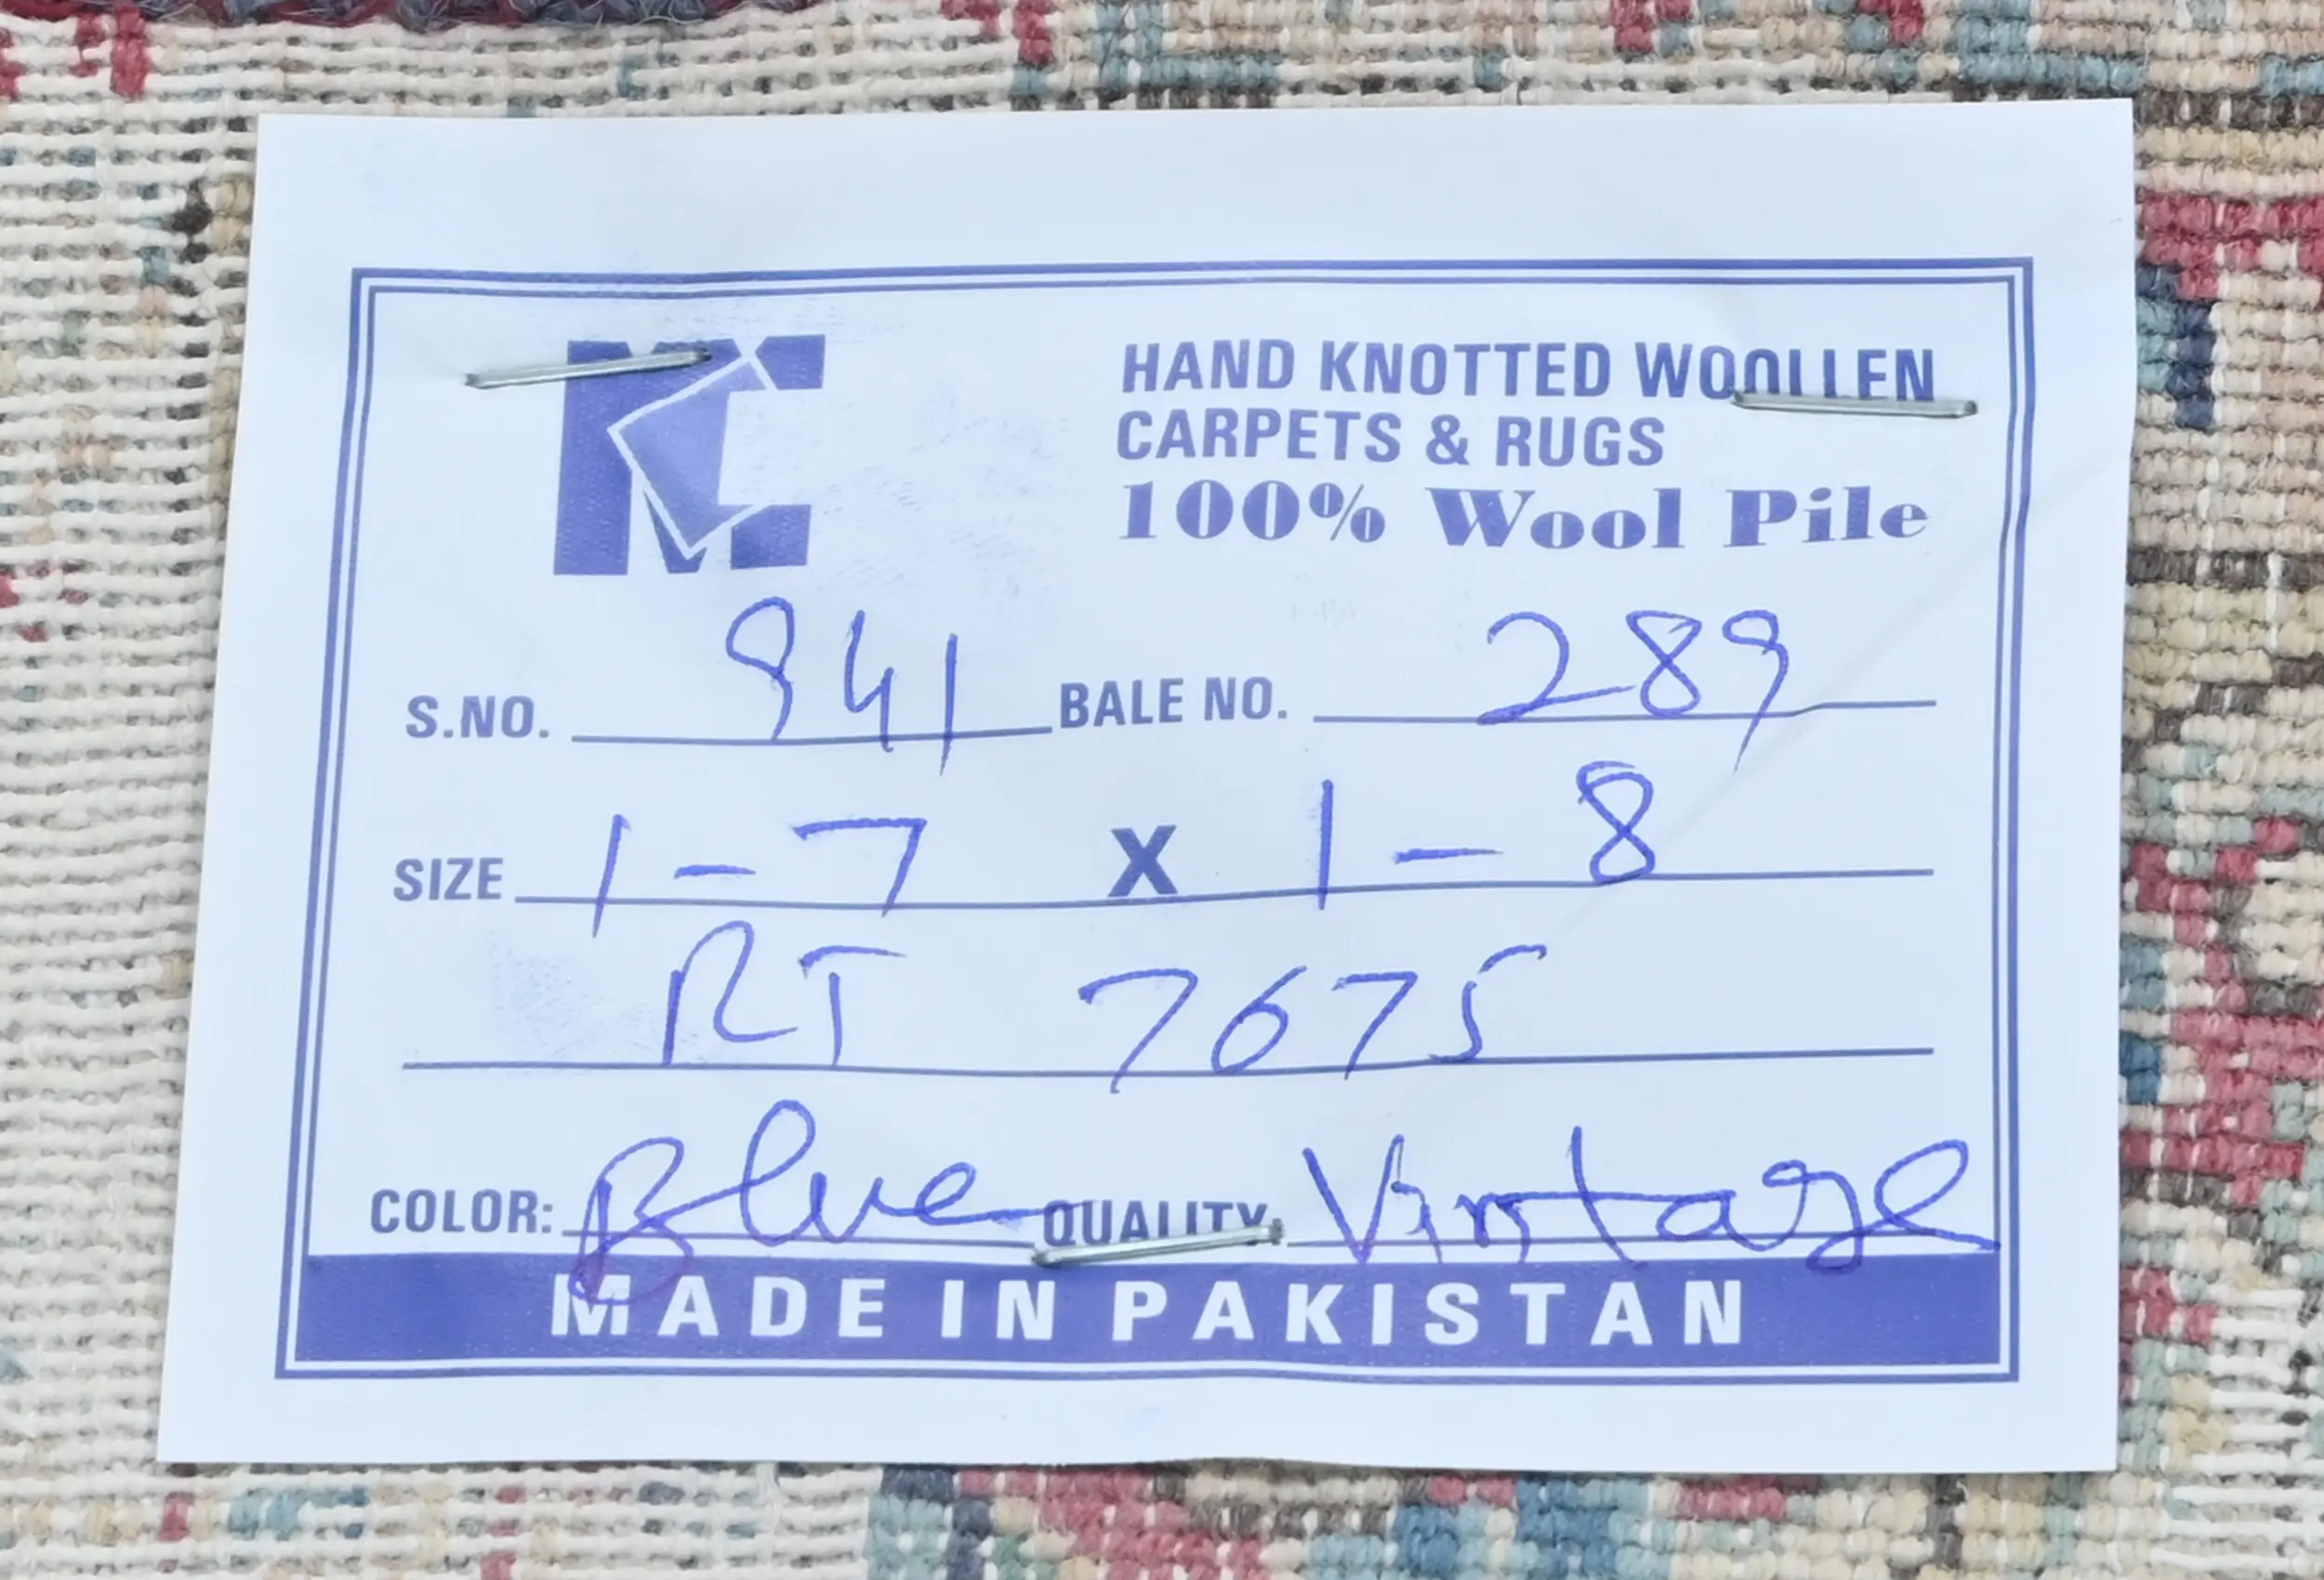 MC
HAND KNOTTED WOOLLEN
CARPETS & RUGS
100% Wool Pile
S.NO. 941 BALE NO. 289
SIZE 1-7 X 1-8
RT 7675
COLOR: Blue QUALITY: Vintage
MADE IN PAKISTAN